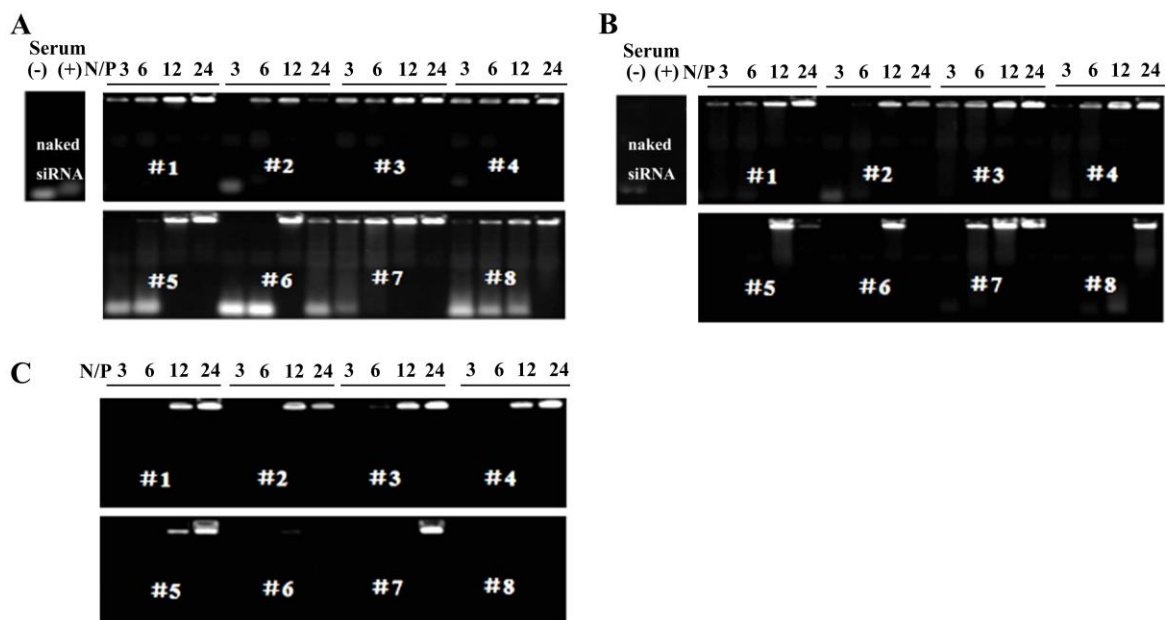 A
Serum
(-) (+) N/P 3 6 12 24 3 6 12 24 3 6 12 24 3 6 12 24
naked
siRNA
#1 #2 #3 #4
#5 #6 #7 #8
B
Serum
(-) (+) N/P 3 6 12 24 3 6 12 24 3 6 12 24 3 6 12 24
naked
siRNA
#1 #2 #3 #4
#5 #6 #7 #8
C
N/P 3 6 12 24 3 6 12 24 3 6 12 24 3 6 12 24
#1 #2 #3 #4
#5 #6 #7 #8